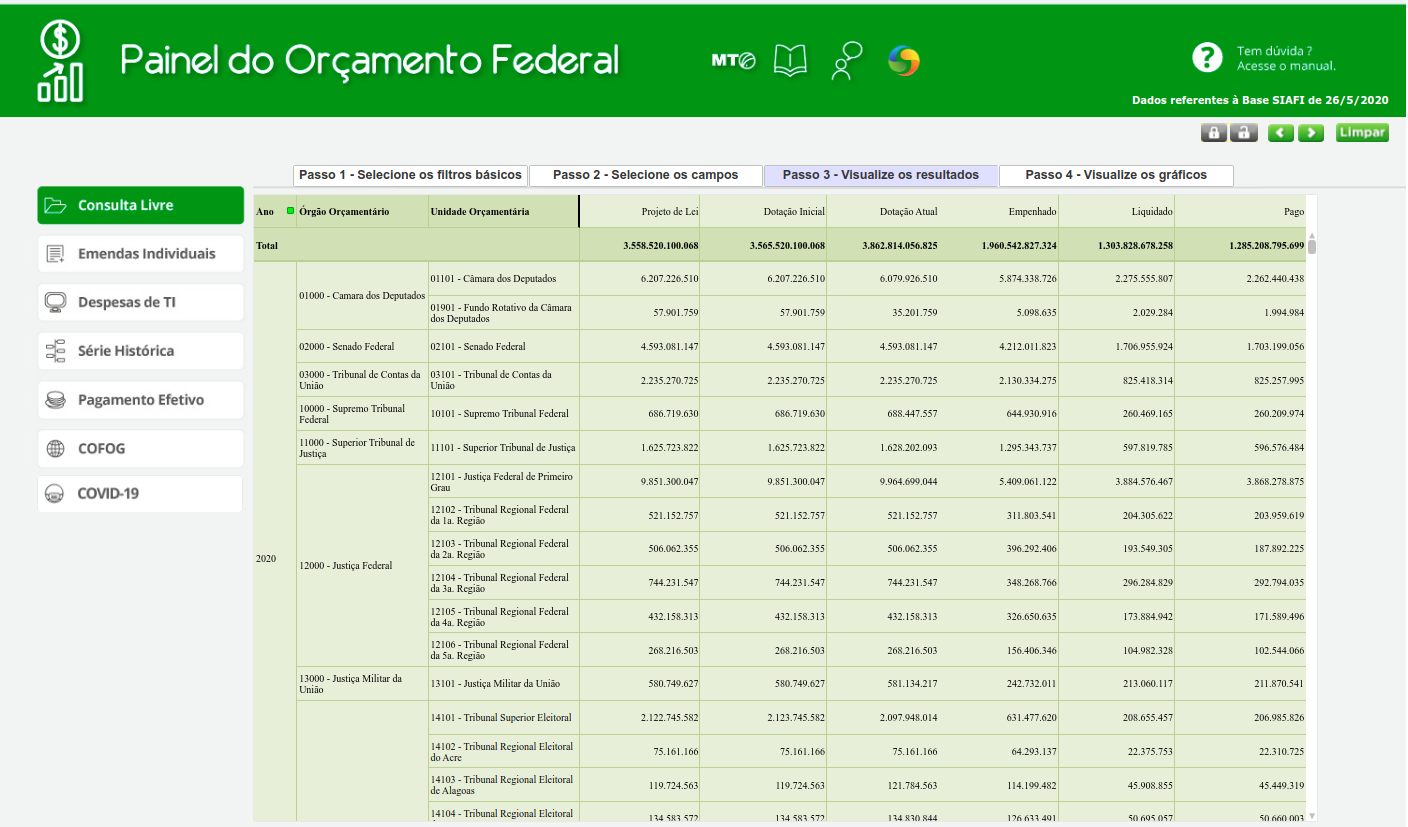 Painel do Orçamento Federal
MTO
Tem dúvida ?
Acesse o manual.
Dados referentes à Base SIAFI de 26/5/2020
Limpar
Passo 1 - Selecione os filtros básicos Passo 2 - Selecione os campos Passo 3 - Visualize os resultados Passo 4 - Visualize os gráficos
Consulta Livre
Emendas Individuais
Despesas de TI
Série Histórica
Pagamento Efetivo
COFOG
COVID-19
Ano Órgão Orçamentário Unidade Orçamentária Projeto de Lei Dotação Inicial Dotação Atual Empenhado Liquidado Pago
Total 3.558.520.100.068 3.565.520.100.068 3.862.814.056.825 1.960.542.827.324 1.303.828.678.258 1.285.208.795.699
2020
01000 - Camara dos Deputados
01101 - Câmara dos Deputados 6.207.226.510 6.207.226.510 6.079.926.510 5.874.338.726 2.275.555.807 2.262.440.438
01901 - Fundo Rotativo da Câmara
dos Deputados
57.901.759 57.901.759 35.201.759 5.098.635 2.029.284 1.994.984
02000 - Senado Federal 02101 - Senado Federal 4.593.081.147 4.593.081.147 4.593.081.147 4.212.011.823 1.706.955.924 1.703.199.056
03000 - Tribunal de Contas da
União
03101 - Tribunal de Contas da
União
2.235.270.725 2.235.270.725 2.235.270.725 2.130.334.275 825.418.314 825.257.995
10000 - Supremo Tribunal
Federal
10101 - Supremo Tribunal Federal 686.719.630 686.719.630 688.447.557 644.930.916 260.469.165 260.209.974
11000 - Superior Tribunal de
Justiça
11101 - Superior Tribunal de Justiça 1.625.723.822 1.625.723.822 1.628.202.093 1.295.343.737 597.819.785 596.576.484
12000 - Justiça Federal
12101 - Justiça Federal de Primeiro
Grau
9.851.300.047 9.851.300.047 9.964.699.044 5.409.061.122 3.884.576.467 3.868.278.875
12102 - Tribunal Regional Federal
da 1a. Região
521.152.757 521.152.757 521.152.757 311.803.541 204.305.622 203.959.619
12103 - Tribunal Regional Federal
da 2a. Região
506.062.355 506.062.355 506.062.355 396.292.406 193.549.305 187.892.225
12104 - Tribunal Regional Federal
da 3a. Região
744.231.547 744.231.547 744.231.547 348.268.766 296.284.829 292.794.035
12105 - Tribunal Regional Federal
da 4a. Região
432.158.313 432.158.313 432.158.313 326.650.635 173.884.942 171.589.496
12106 - Tribunal Regional Federal
da 5a. Região
268.216.503 268.216.503 268.216.503 156.406.346 104.982.328 102.544.066
13000 - Justiça Militar da
União
13101 - Justiça Militar da União 580.749.627 580.749.627 581.134.217 242.732.011 213.060.117 211.870.541
14101 - Tribunal Superior Eleitoral 2.122.745.582 2.123.745.582 2.097.948.014 631.477.620 208.655.457 206.985.826
14102 - Tribunal Regional Eleitoral
do Acre
75.161.166 75.161.166 75.161.166 64.293.137 22.375.753 22.310.725
14103 - Tribunal Regional Eleitoral
de Alagoas
119.724.563 119.724.563 121.784.563 114.199.482 45.908.855 45.449.319
14104 - Tribunal Regional Eleitoral
134.583.572 134.583.572 134.830.844 126.633.491 50.695.057 50.660.003